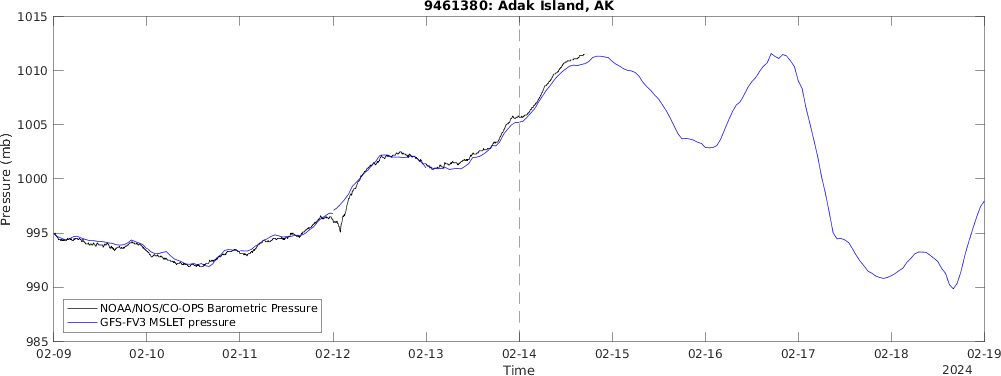 9461380: Adak Island, AK
1015
1010
1005
1000
995
990
985
Pressure (mb)
NOAA/NOS/CO-OPS Barometric Pressure
GFS-FV3 MSLET pressure
02-09 02-10 02-11 02-12 02-13 02-14 02-15 02-16 02-17 02-18 02-19
Time
2024